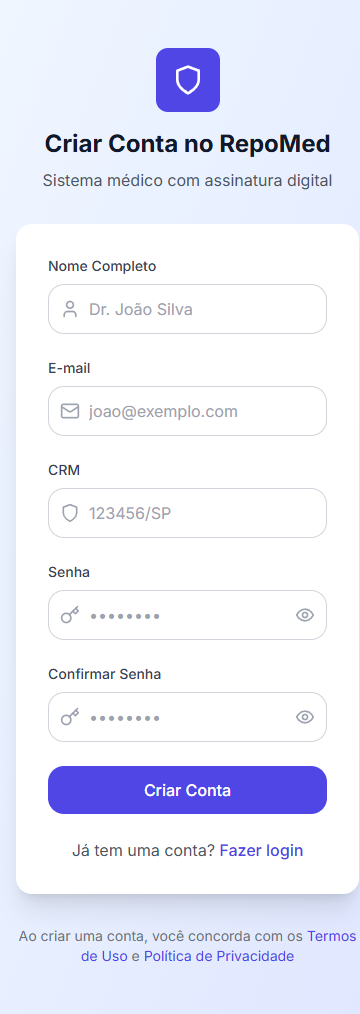 Criar Conta no RepoMed
Sistema médico com assinatura digital
Nome Completo
Dr. João Silva
E-mail
joao@exemplo.com
CRM
123456/SP
Senha
••••••••
Confirmar Senha
••••••••
Criar Conta
Já tem uma conta? Fazer login
Ao criar uma conta, você concorda com os Termos
de Uso e Política de Privacidade